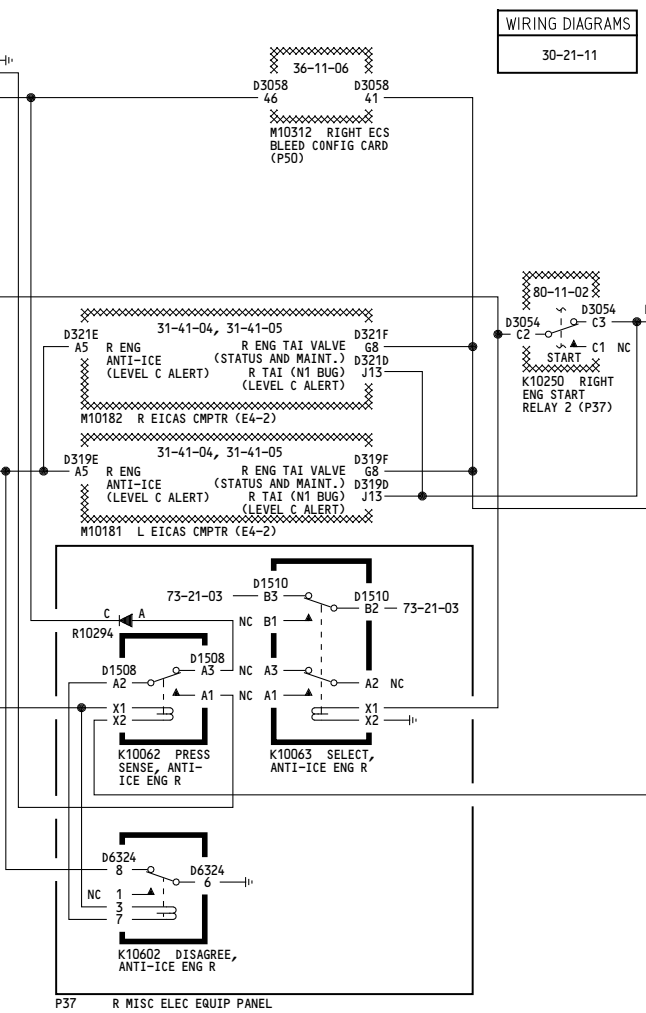 WIRING DIAGRAMS
30-21-11
36-11-06
D3058 D3058
46 41
M10312 RIGHT ECS
BLEED CONFIG CARD
(P50)
80-11-02
D3054
D3054 C3
C2
C1 NC
START
K10250 RIGHT
ENG START
RELAY 2 (P37)
31-41-04, 31-41-05
D321E D321F
A5 R ENG R ENG TAI VALVE G8
ANTI-ICE (STATUS AND MAINT.) D321D
(LEVEL C ALERT) R TAI (N1 BUG) J13
(LEVEL C ALERT)
M10182 R EICAS CMPTR (E4-2)
31-41-04, 31-41-05
D319E D319F
A5 R ENG R ENG TAI VALVE G8
ANTI-ICE (STATUS AND MAINT.) D319D
(LEVEL C ALERT) R TAI (N1 BUG) J13
(LEVEL C ALERT)
M10181 L EICAS CMPTR (E4-2)
D1510 D1510
73-21-03 B3 B2 73-21-03
C A NC B1
R10294
D1508 D1508
A2 A3 NC A3 A2 NC
A1 NC A1
X1 X1
X2 X2
K10062 PRESS
SENSE, ANTI-
ICE ENG R
K10063 SELECT,
ANTI-ICE ENG R
D6324 D6324
8 6
NC 1
3
7
K10602 DISAGREE,
ANTI-ICE ENG R
P37 R MISC ELEC EQUIP PANEL